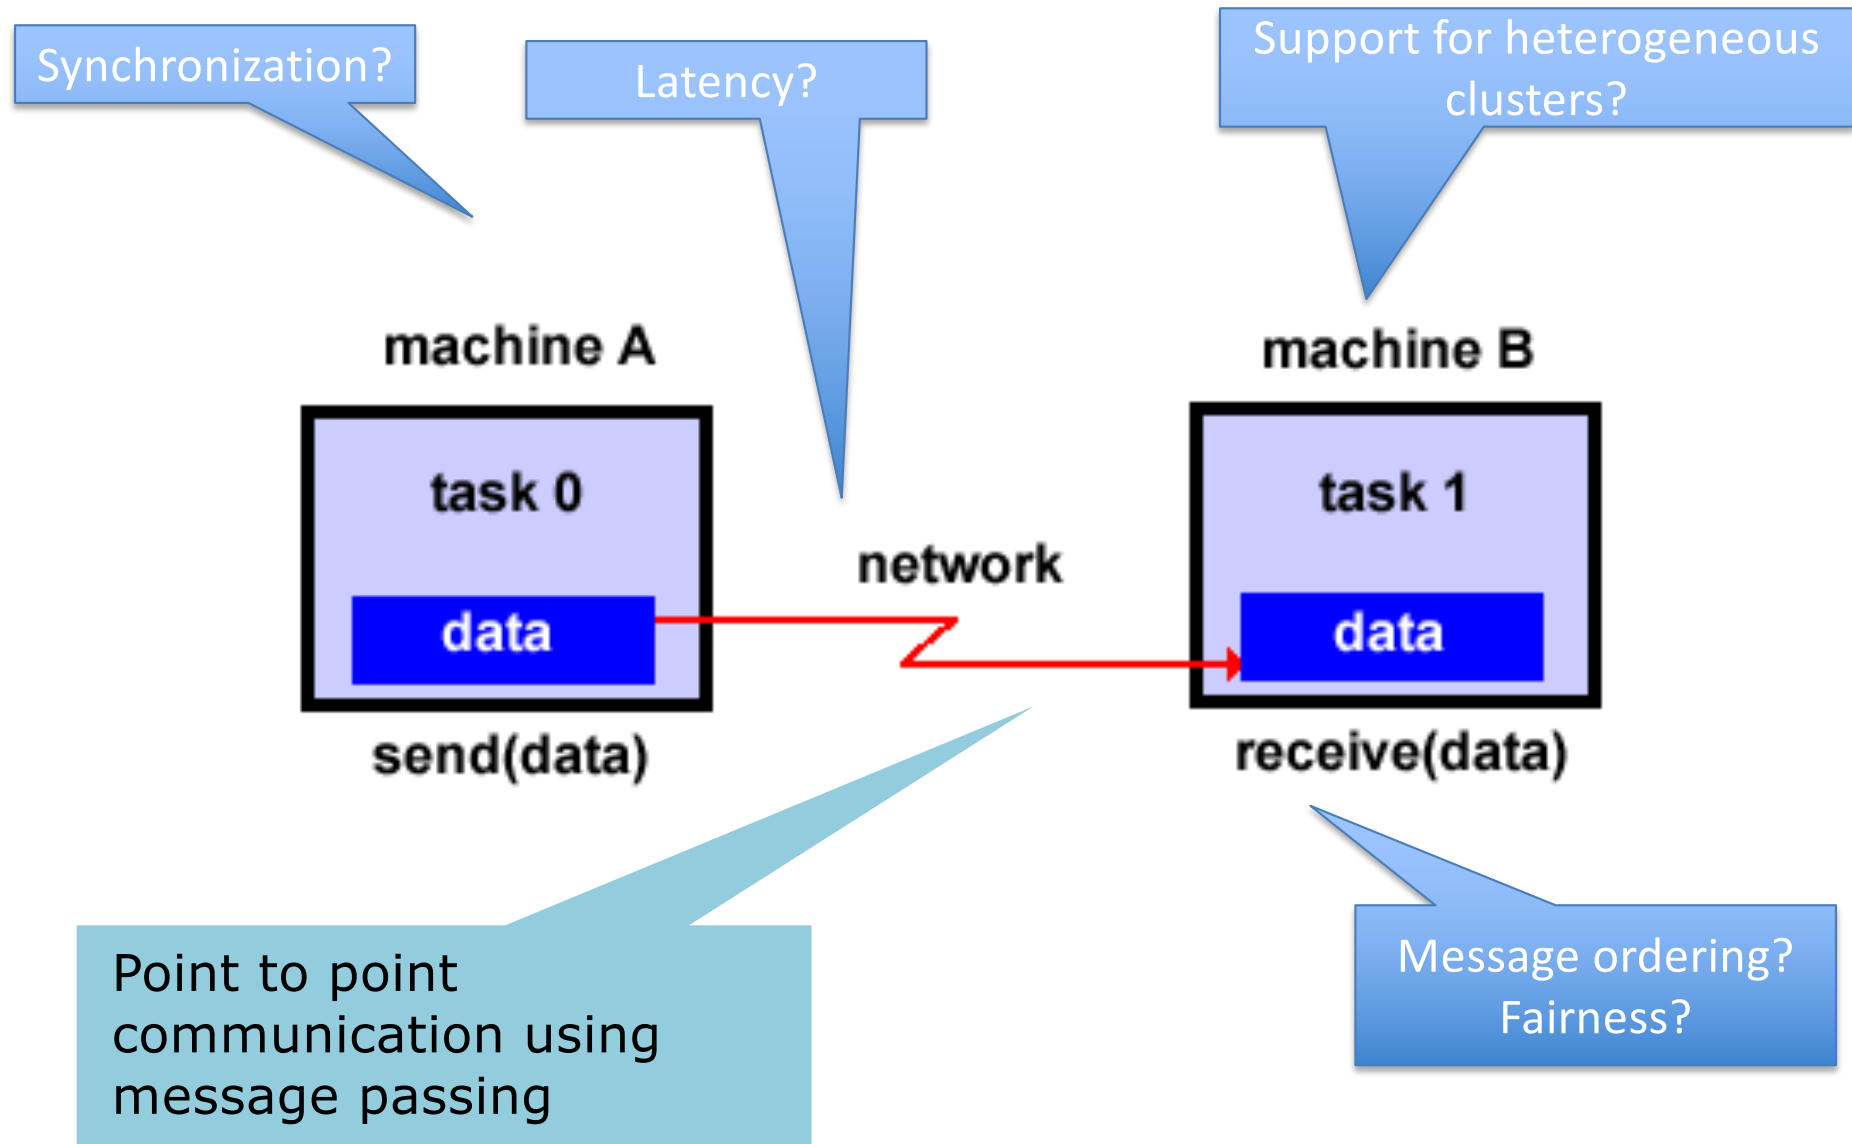 Synchronization?
Latency?
Support for heterogeneous
clusters?
machine A
machine B
task 0
task 1
network
data
data
send(data)
receive(data)
Point to point
communication using
message passing
Message ordering?
Fairness?